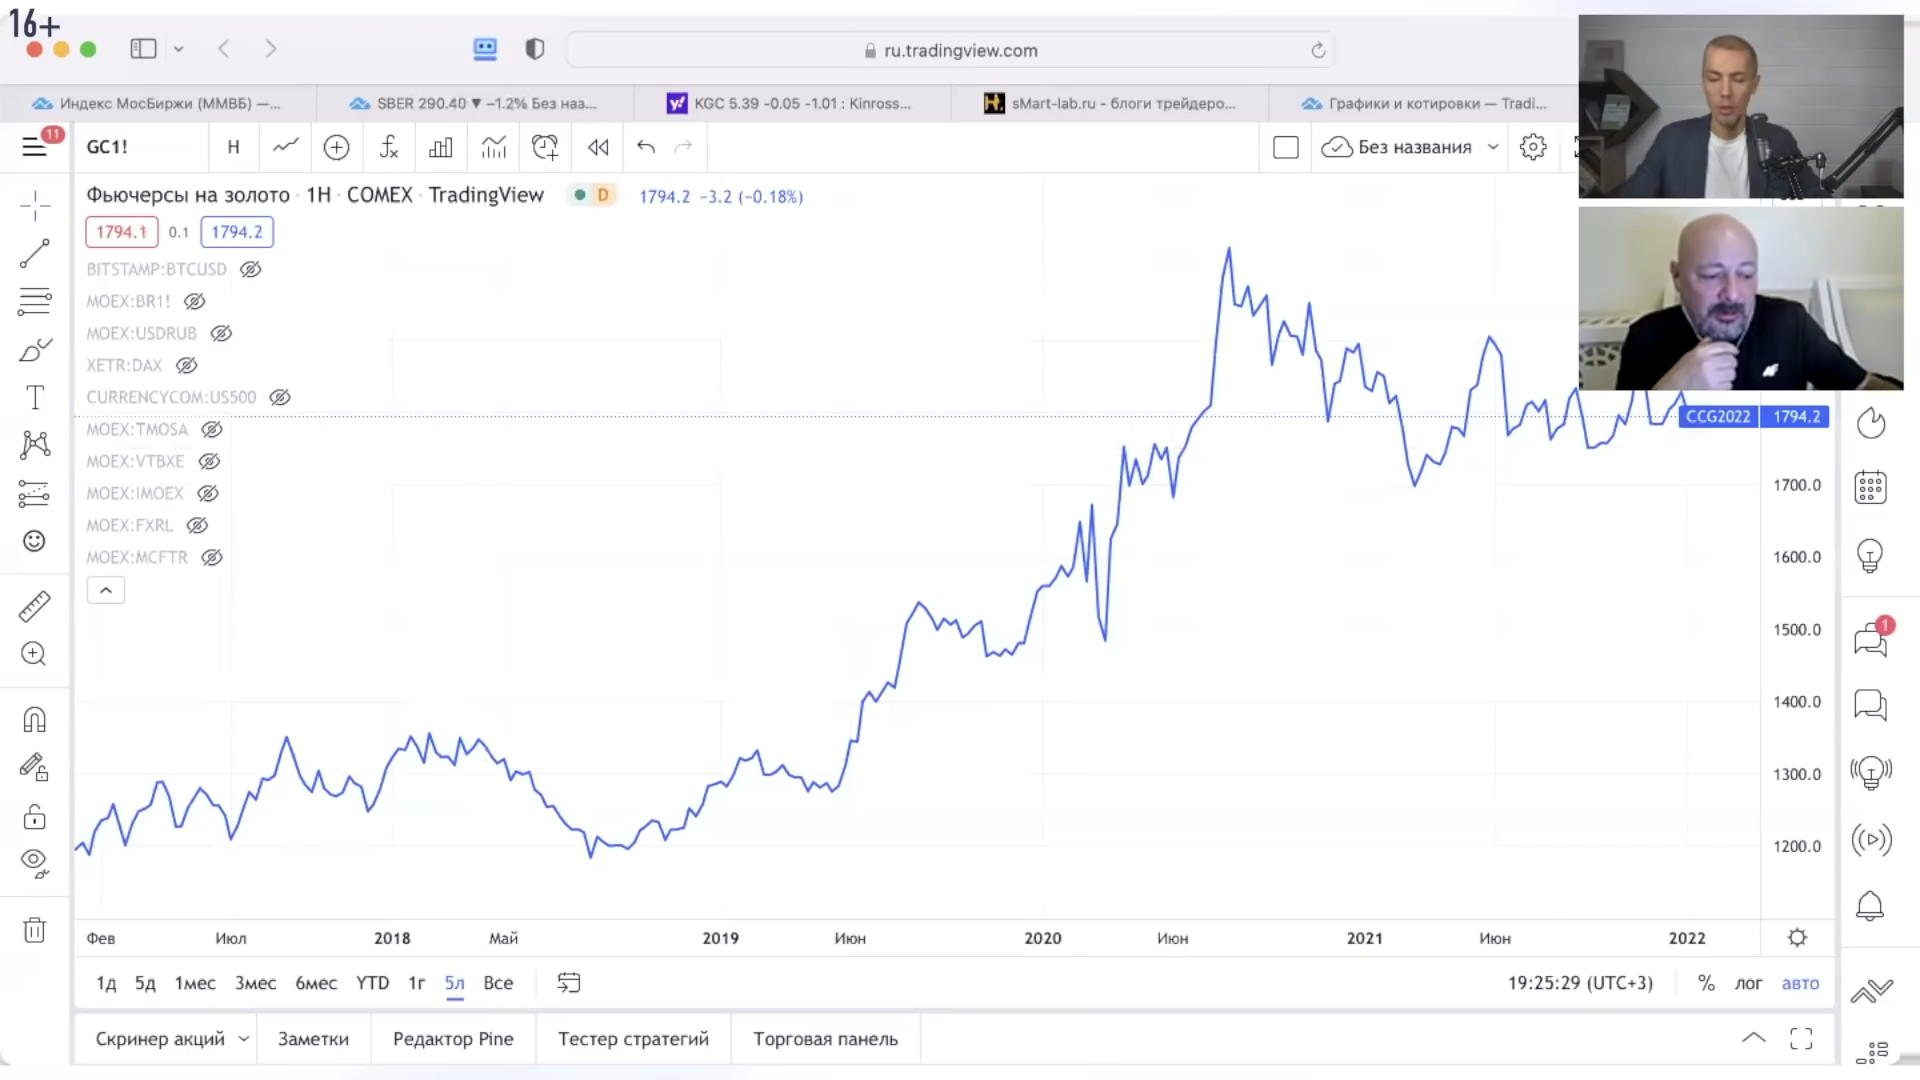 16+
ru.tradingview.com
Индекс МосБиржи (ММВБ) —...
SBER 290.40 ▼ −1.2% Без наз...
KGC 5.39 -0.05 -1.01 : Kinross...
sMart-lab.ru - блоги трейдеро...
Графики и котировки — Tradi...
11
GC1!
Н
Без названия
Фьючерсы на золото · 1Н · COMEX · TradingView
D
1794.2 −3.2 (−0.18%)
1794.1
0.1
1794.2
BITSTAMP:BTCUSD
MOEX:BR1!
MOEX:USDRUB
XETR:DAX
CURRENCYCOM:US500
MOEX:TMOSA
MOEX:VTBXE
MOEX:IMOEX
MOEX:FXRL
MOEX:MCFTR
CCG2022 1794.2
1700.0
1600.0
1500.0
1400.0
1300.0
1200.0
1
Фев Июл 2018 Май 2019 Июн 2020 Июн 2021 Июн 2022
1д 5д 1мес 3мес 6мес YTD 1г 5л Все
19:25:29 (UTC+3) % лог авто
Скринер акций Заметки Редактор Pine Тестер стратегий Торговая панель